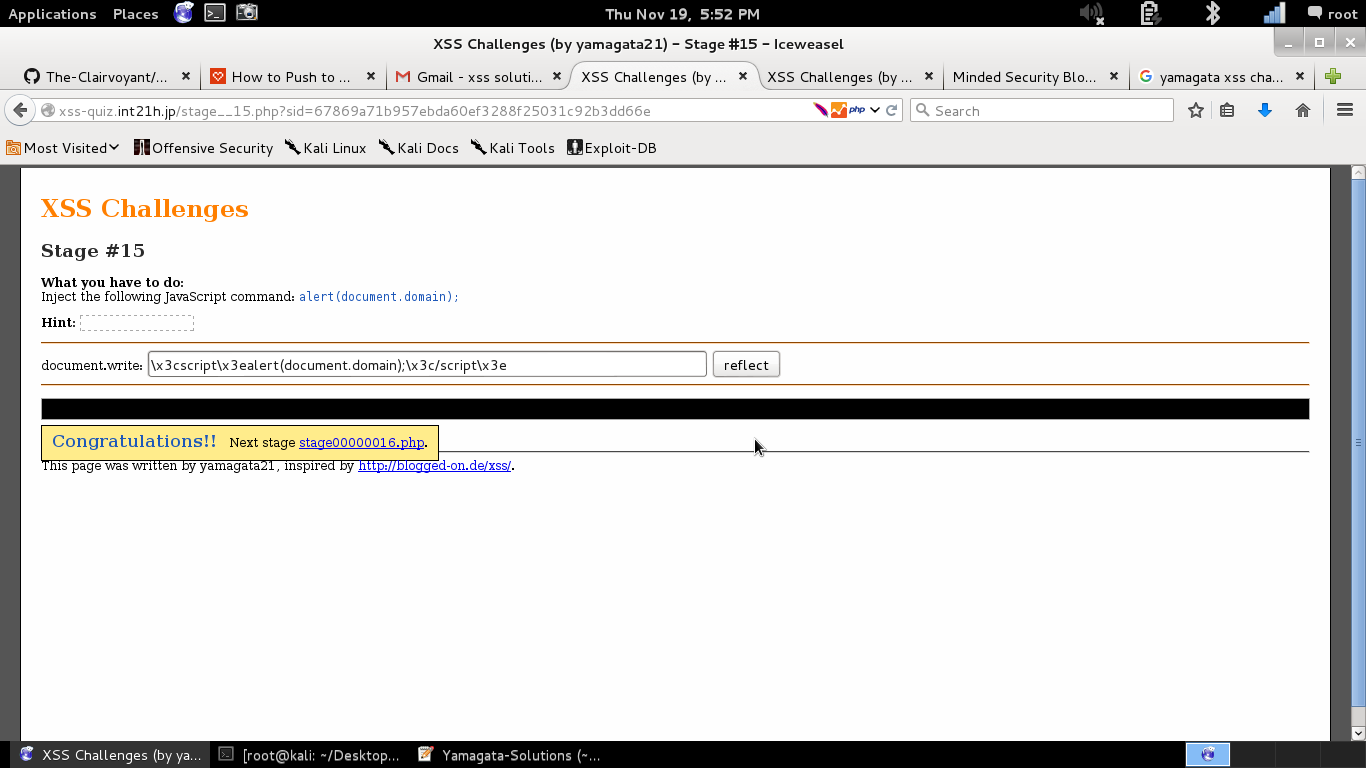 Applications Places Thu Nov 19, 5:52 PM root
XSS Challenges (by yamagata21) – Stage #15 – Iceweasel
The-Clairvoyant/... How to Push to ... Gmail - xss soluti... XSS Challenges (by ... XSS Challenges (by ... Minded Security Blo... yamagata xss cha...
xss-quiz.int21h.jp/stage__15.php?sid=67869a71b957ebda60ef3288f25031c92b3dd66e php Search
Most Visited Offensive Security Kali Linux Kali Docs Kali Tools Exploit-DB
XSS Challenges
Stage #15
What you have to do:
Inject the following JavaScript command: alert(document.domain);
Hint:
document.write: \x3cscript\x3ealert(document.domain);\x3c/script\x3e reflect
Congratulations!! Next stage stage00000016.php.
This page was written by yamagata21, inspired by http://blogged-on.de/xss/.
XSS Challenges (by ya... [root@kali: ~/Desktop... Yamagata-Solutions (~...